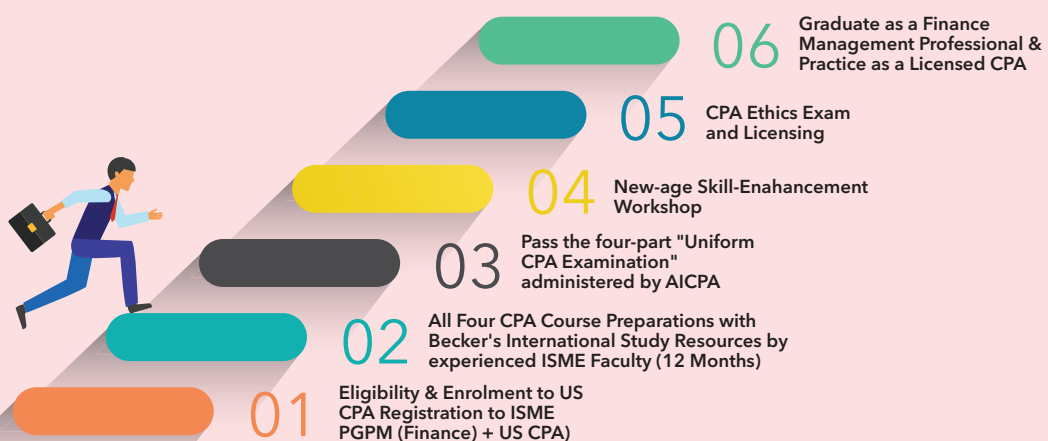 06
Graduate as a Finance
Management Professional &
Practice as a Licensed CPA
05
CPA Ethics Exam
and Licensing
04
New-age Skill-Enahancement
Workshop
03
Pass the four-part "Uniform
CPA Examination"
administered by AICPA
02
All Four CPA Course Preparations with
Becker's International Study Resources by
experienced ISME Faculty (12 Months)
01
Eligibility & Enrolment to US
CPA Registration to ISME
PGPM (Finance) + US CPA)